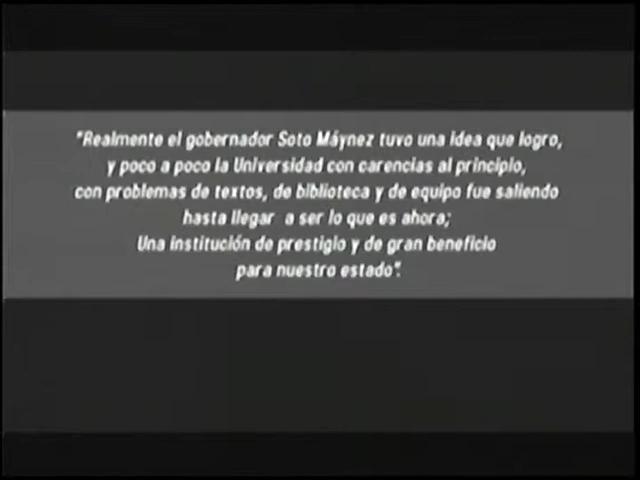 "Realmente el gobernador Soto Máynez tuvo una idea que logro,
y poco a poco la Universidad con carencias al principio,
con problemas de textos, de biblioteca y de equipo fue saliendo
hasta llegar a ser lo que es ahora;
Una institución de prestigio y de gran beneficio
para nuestro estado".